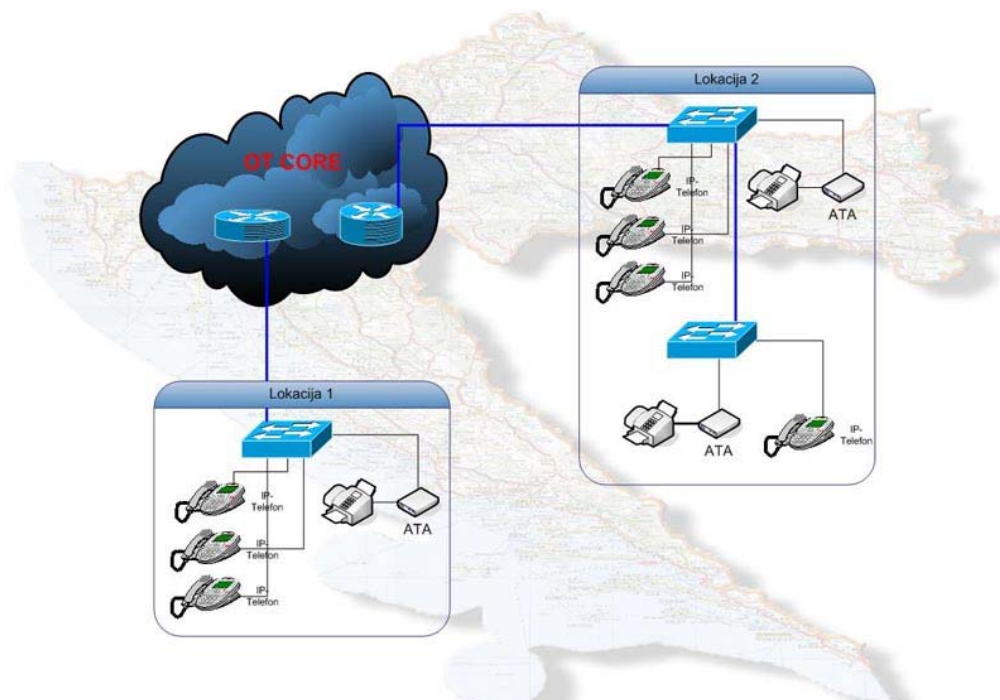 OT CORE
Lokacija 2
IP-
Telefon
ATA
IP-
Telefon
IP-
Telefon
ATA
IP-
Telefon
Lokacija 1
IP-
Telefon
ATA
IP-
Telefon
IP-
Telefon